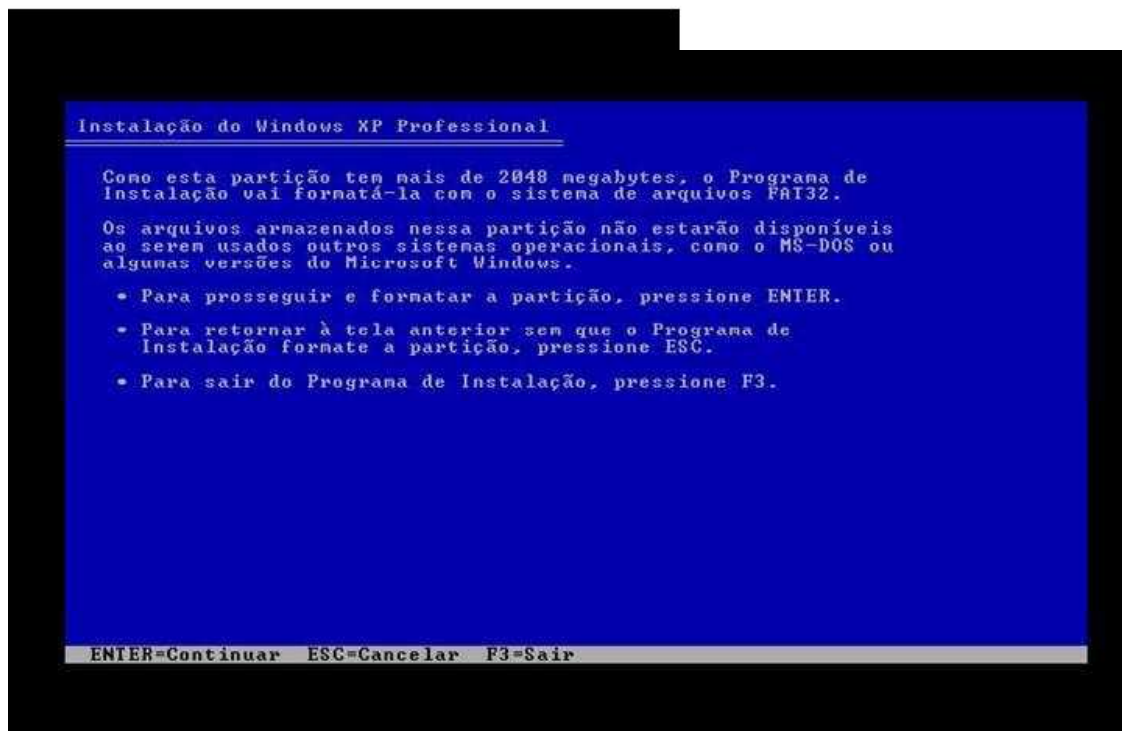 Instalação do Windows XP Professional
Como esta partição tem mais de 2048 megabytes, o Programa de
Instalação vai formatá-la com o sistema de arquivos FAT32.
Os arquivos armazenados nessa partição não estarão disponíveis
ao serem usados outros sistemas operacionais, como o MS-DOS ou
algumas versões do Microsoft Windows.
• Para prosseguir e formatar a partição, pressione ENTER.
• Para retornar à tela anterior sem que o Programa de
Instalação formate a partição, pressione ESC.
• Para sair do Programa de Instalação, pressione F3.
ENTER=Continuar ESC=Cancelar F3=Sair